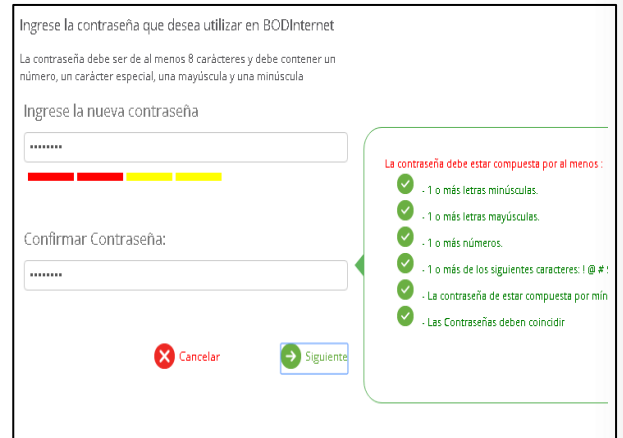 Ingrese la contraseña que desea utilizar en BODInternet
La contraseña debe ser de al menos 8 carácteres y debe contener un
número, un carácter especial, una mayúscula y una minúscula
Ingrese la nueva contraseña
••••••••
La contraseña debe estar compuesta por al menos :
- 1 o más letras minúsculas.
- 1 o más letras mayúsculas.
- 1 o más números.
- 1 o más de los siguientes caracteres: ! @ #
- La contraseña de estar compuesta por mín
- Las Contraseñas deben coincidir
Confirmar Contraseña:
••••••••
Cancelar
Siguiente